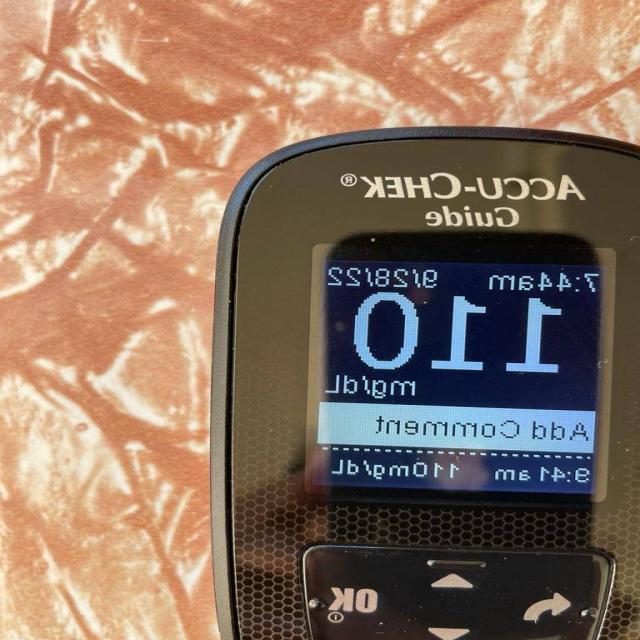 ACCU-CHEK®
Guide
7:44am 9/28/22
110
mg/dL
Add Comment
9:41 am 110mg/dL
OK